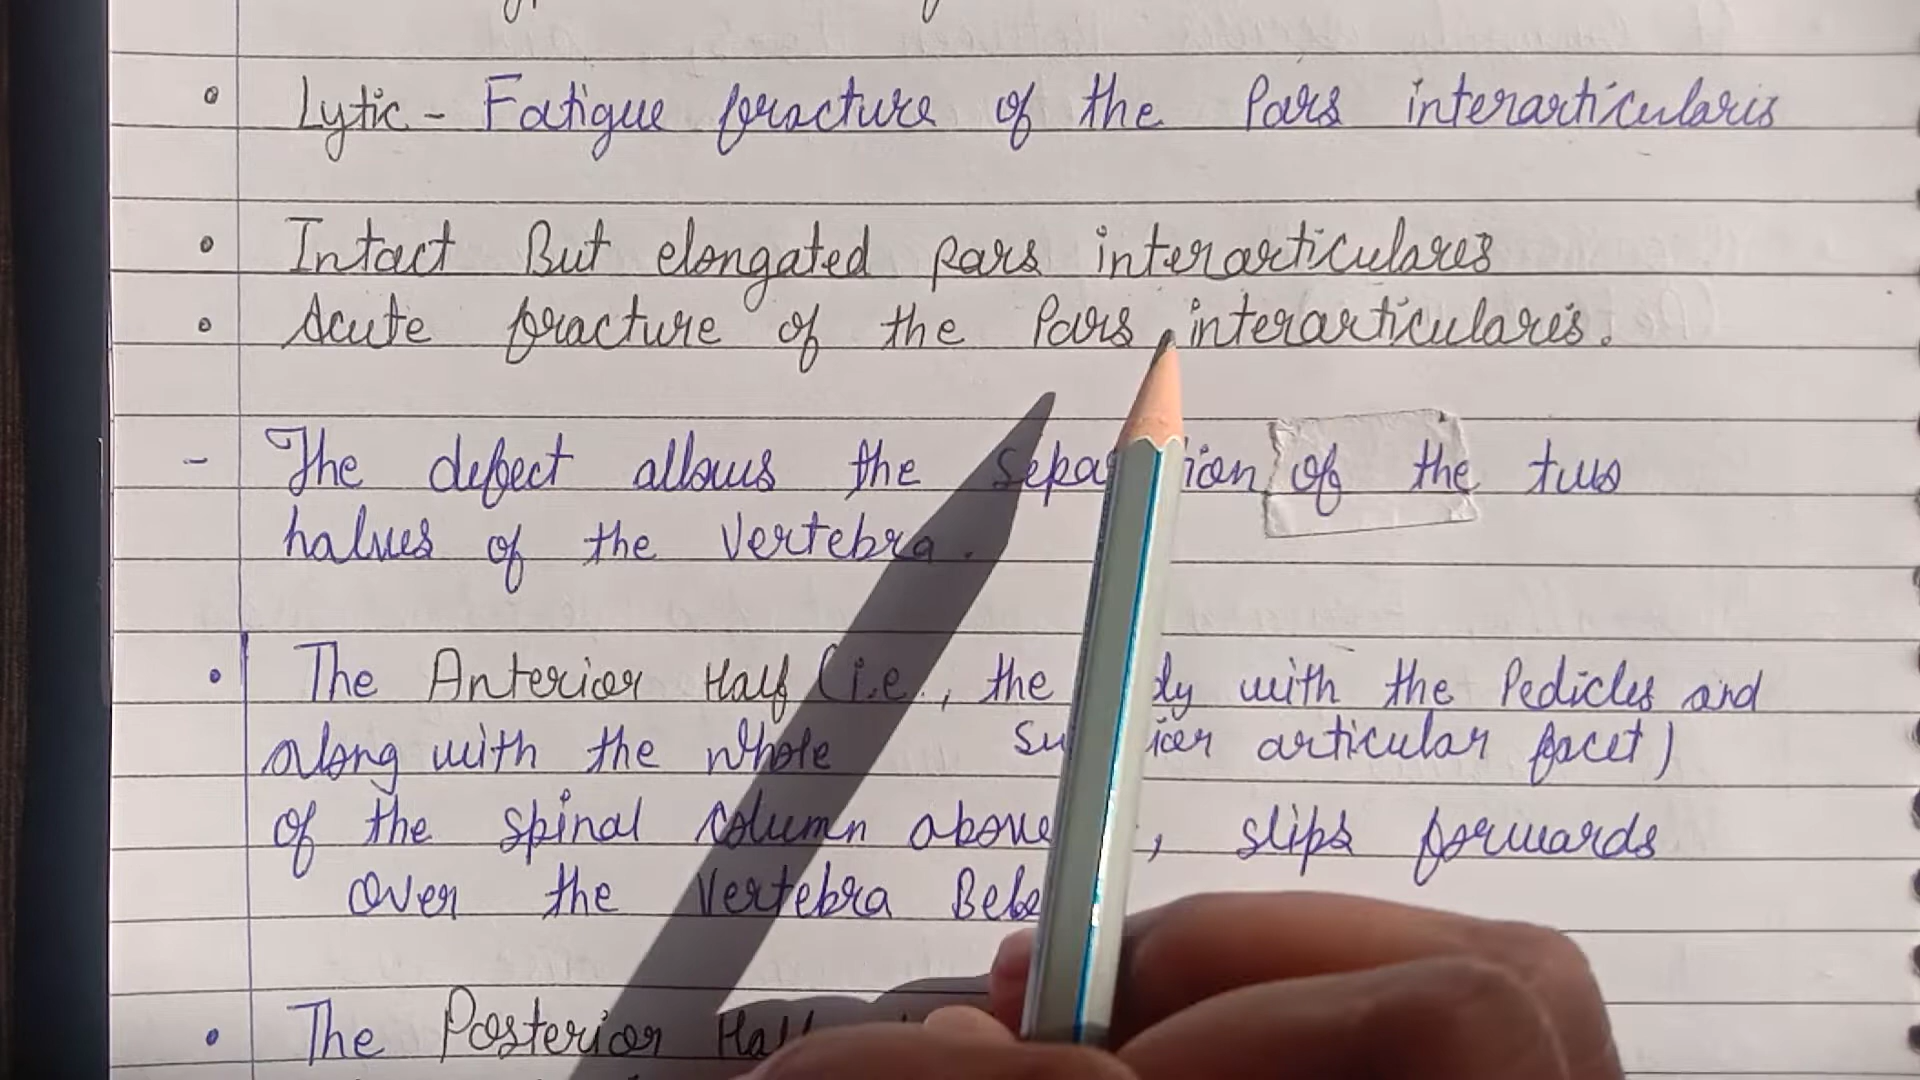 • Lytic - Fatigue fracture of the Pars interarticularis
• Intact But elongated pars interarticulares
• Acute fracture of the Pars interarticulares.
- The defect allows the of the two
halves of the vertebra.
• The Anterior Half (i.e., the with the Pedicles and
along with the whole articular facet)
of the spinal column above , slips forwards
over the vertebra
• The Posterior